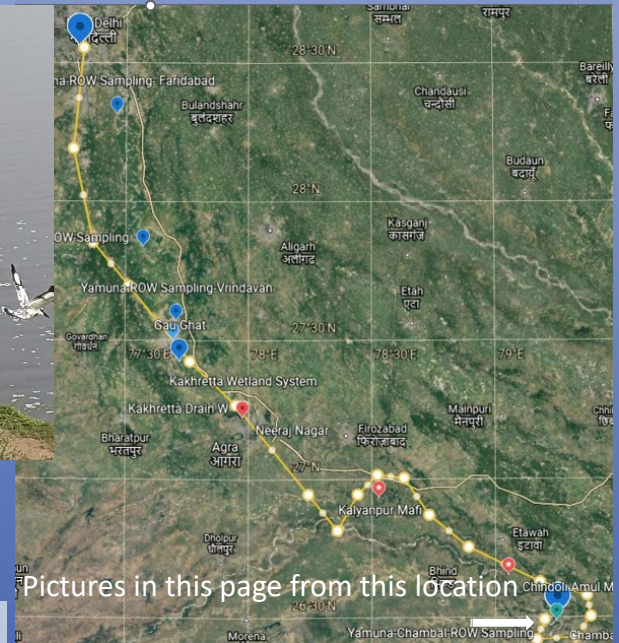 Sambhal
सम्भल
रामपुर
Delhi
दिल्ली
28°30'N
Bareilly
बरेली
na-ROW Sampling- Faridabad
Chandausi
चन्दौसी
Bulandshahr
बुलंदशहर
Budaun
बदायूँ
28°N
Kasganj
कासगंज
OW-Sampling
Aligarh
अलीगढ
Yamuna-ROW Sampling-Vrindavan
Etah
एटा
Gau Ghat
27°30'N
Govardhan
गोवर्धन
77°30'E
78°E
78°30'E
79°E
Kakhretta Wetland System
Kakhretta Drain W
Mainpuri
मैनपुरी
Neeraj Nagar
Firozabad
फ़िरोज़ाबाद
Bharatpur
भरतपुर
Agra
आगरा
27°N
Kalyanpur Mafi
Dholpur
धौलपुर
Etawah
इटावा
Bhind
Pictures in this page from this location
Chindoli Amul M
26°30'N
Morena
Yamuna-Chambal-ROW Sampling
Chamba